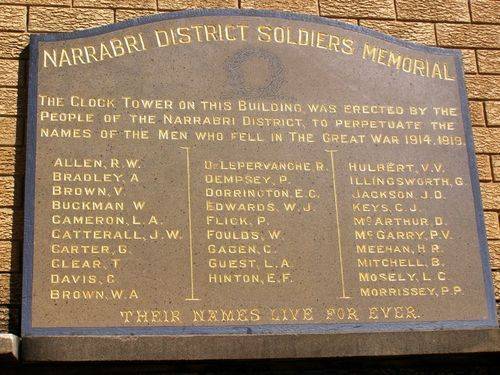 NARRABRI DISTRICT SOLDIERS MEMORIAL
THE CLOCK TOWER ON THIS BUILDING WAS ERECTED BY THE
PEOPLE OF THE NARRABRI DISTRICT, TO PERPETUATE THE
NAMES OF THE MEN WHO FELL IN THE GREAT WAR 1914, 1919.
ALLEN, R.W.
BRADLEY, A
BROWN, V.
BUCKMAN W
CAMERON, L.A.
CATTERALL, J.W.
CARTER, G.
CLEAR, T
DAVIS, C
BROWN, W.A
DE LEPERVANCHE R.
DEMPSEY, P.
DORRINGTON, E.C.
EDWARDS, W.J.
FLICK, P.
FOULDS, W.
GAGEN, C.
GUEST, L.A.
HINTON, E.F.
HULBERT, V.V.
ILLINGSWORTH, G.
JACKSON, J.D.
KEYS, C.J.
McARTHUR, D.
McGARRY, P.V.
MEEHAN, H.R.
MITCHELL, B.
MOSELY, L.C
MORRISSEY, P.P.
THEIR NAMES LIVE FOR EVER.